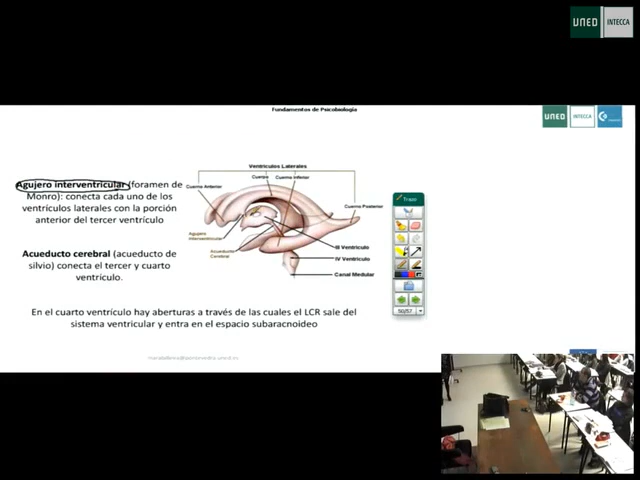 UNED INTECCA
Fundamentos de Psicobiología
UNED INTECCA
Agujero interventricular (foramen de
Monro): conecta cada uno de los
ventrículos laterales con la porción
anterior del tercer ventrículo
Acueducto cerebral (acueducto de
silvio) conecta el tercer y cuarto
ventrículo.
Ventrículos Laterales
Cuerno Anterior
Cuerpo
Cuerno Inferior
Cuerno Posterior
Agujero
Interventricular
Acueducto
Cerebral
III Ventrículo
IV Ventrículo
Canal Medular
En el cuarto ventrículo hay aberturas a través de las cuales el LCR sale del
sistema ventricular y entra en el espacio subaracnoideo
Trazo
50/57